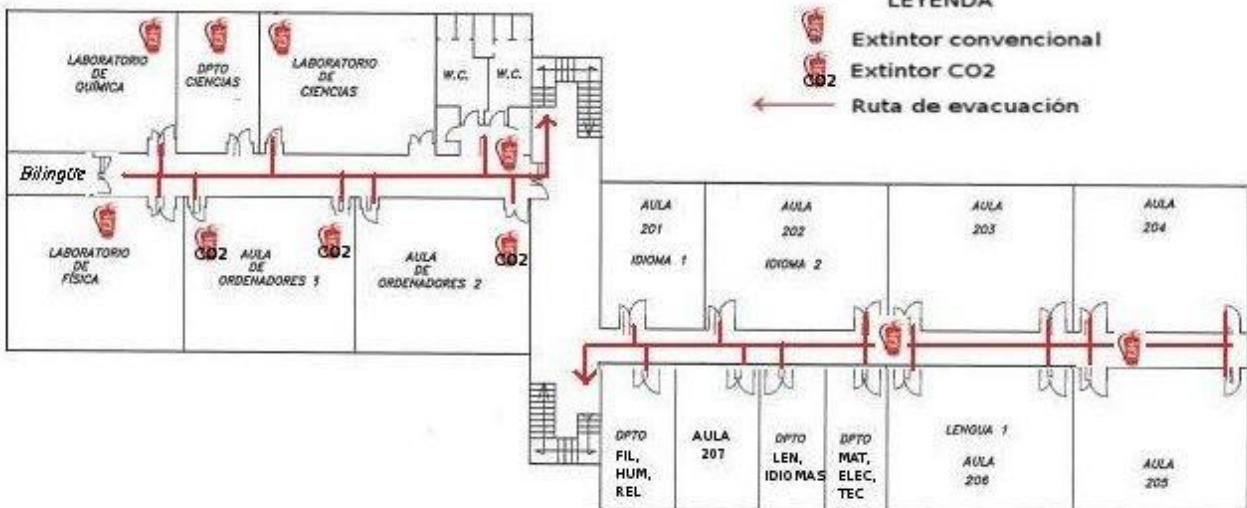 LEYENDA
Extintor convencional
Extintor CO2
CO2
Ruta de evacuación
LABORATORIO
DE
QUÍMICA
DPTO
CIENCIAS
LABORATORIO
DE
CIENCIAS
W.C.
W.C.
Bilingüe
LABORATORIO
DE
FÍSICA
CO2
AULA
DE
ORDENADORES 1
CO2
AULA
DE
ORDENADORES 2
CO2
AULA
201
IDIOMA 1
AULA
202
IDIOMA 2
AULA
203
AULA
204
DPTO
FIL,
HUM,
REL
AULA
207
DPTO
LEN,
IDIOMAS
DPTO
MAT,
ELEC,
TEC
LENGUA 1
AULA
206
AULA
205